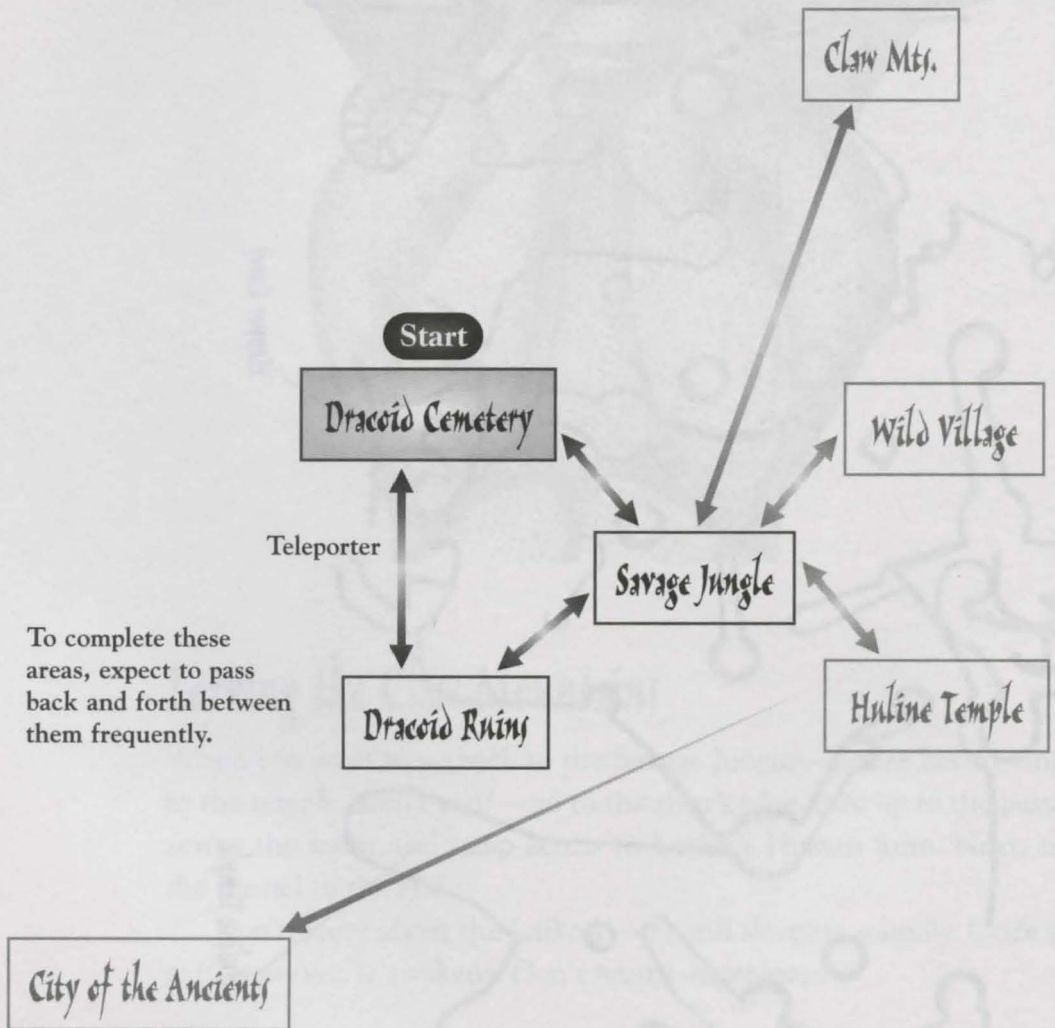 Claw Mts.
Start
Dracoid Cemetery
Wild Village
Teleporter
Savage Jungle
To complete these
areas, expect to pass
back and forth between
them frequently.
Dracoid Ruins
Huline Temple
City of the Ancients